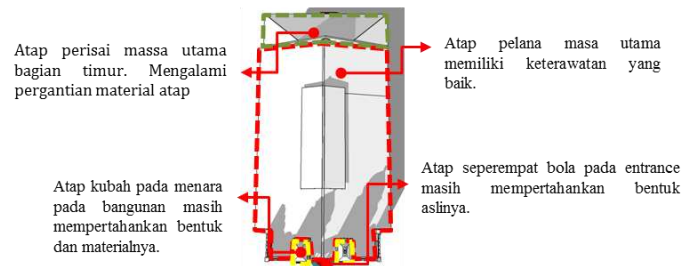 Atap perisai massa utama
bagian timur. Mengalami
pergantian material atap
Atap pelana masa utama
memiliki keterawatan yang
baik.
Atap kubah pada menara
pada bangunan masih
mempertahankan bentuk
dan materialnya.
Atap seperempat bola pada entrance
masih mempertahankan bentuk
aslinya.